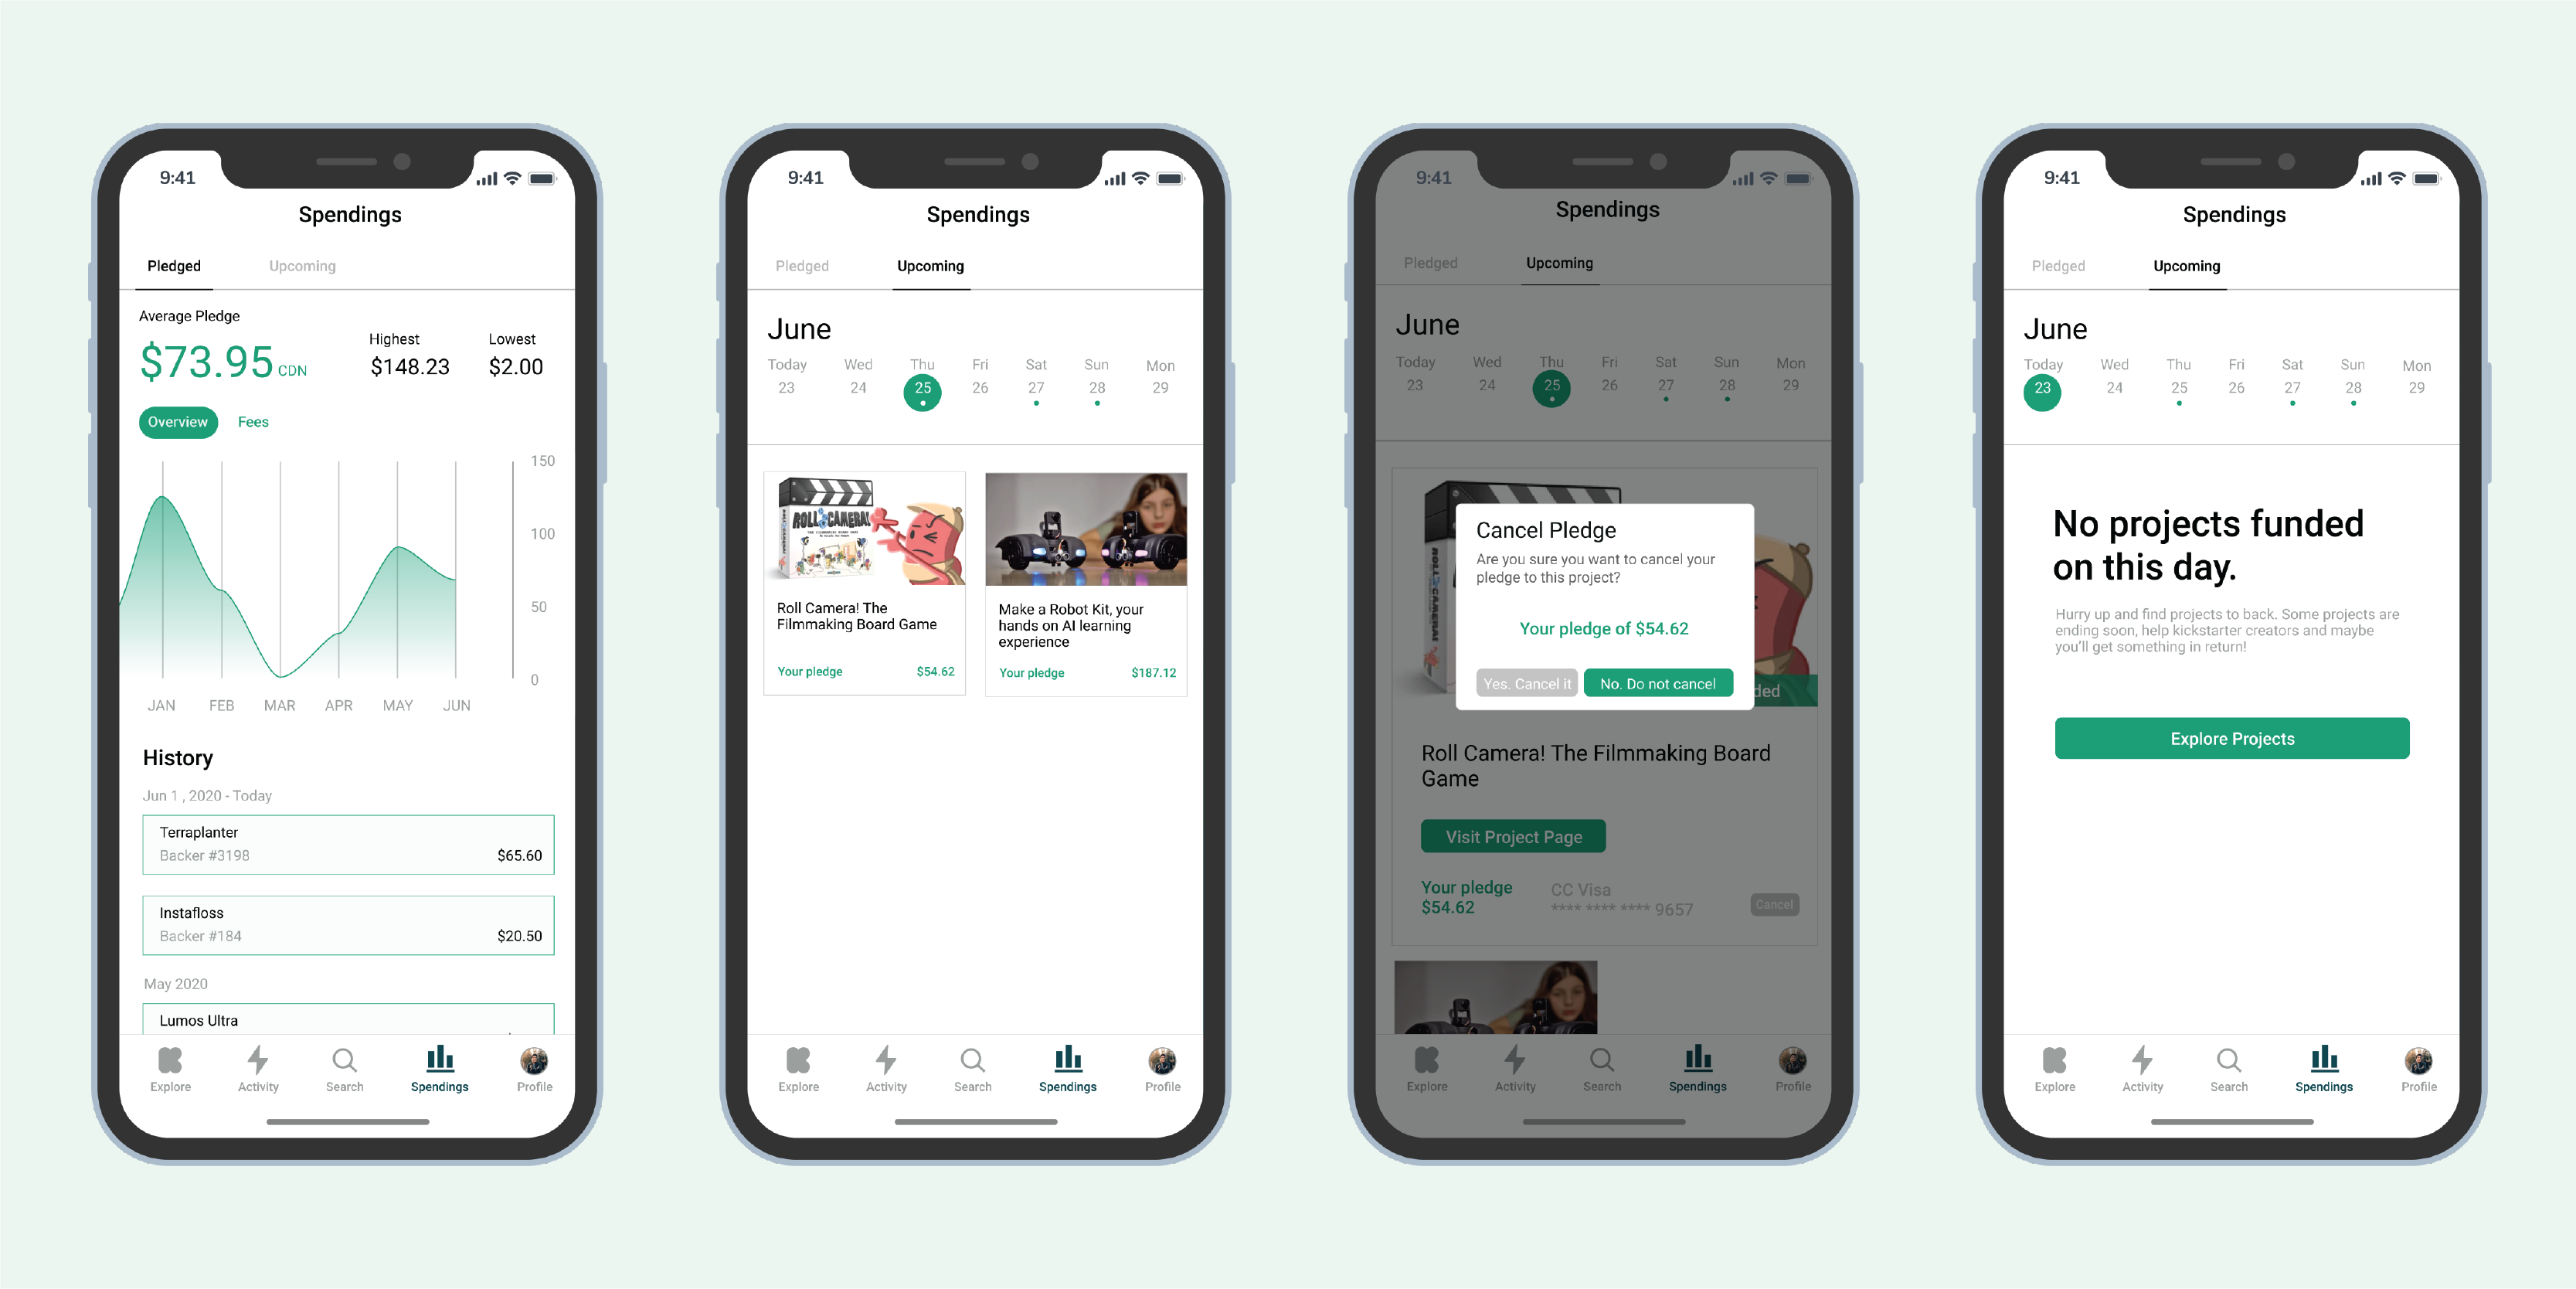 9:41
Spendings
Pledged Upcoming
Average Pledge
$73.95 CDN
Highest Lowest
$148.23 $2.00
Overview Fees
150
100
50
0
JAN FEB MAR APR MAY JUN
History
Jun 1 , 2020 - Today
Terraplanter
Backer #3198 $65.60
Instafloss
Backer #184 $20.50
May 2020
Lumos Ultra
Explore Activity Search Spendings Profile
9:41
Spendings
Pledged Upcoming
June
Today Wed Thu Fri Sat Sun Mon
23 24 25 26 27 28 29
ROLL CAMERA!
Roll Camera! The
Filmmaking Board Game
Your pledge $54.62
Make a Robot Kit, your
hands on AI learning
experience
Your pledge $187.12
Explore Activity Search Spendings Profile
9:41
Spendings
Pledged Upcoming
June
Today Wed Thu Fri Sat Sun Mon
23 24 25 26 27 28 29
Cancel Pledge
Are you sure you want to cancel your
pledge to this project?
Your pledge of $54.62
Yes. Cancel it No. Do not cancel
ded
Roll Camera! The Filmmaking Board
Game
Visit Project Page
Your pledge CC Visa
$54.62 **** **** **** 9657
Cancel
Explore Activity Search Spendings Profile
9:41
Spendings
Pledged Upcoming
June
Today Wed Thu Fri Sat Sun Mon
23 24 25 26 27 28 29
No projects funded
on this day.
Hurry up and find projects to back. Some projects are
ending soon, help kickstarter creators and maybe
you'll get something in return!
Explore Projects
Explore Activity Search Spendings Profile